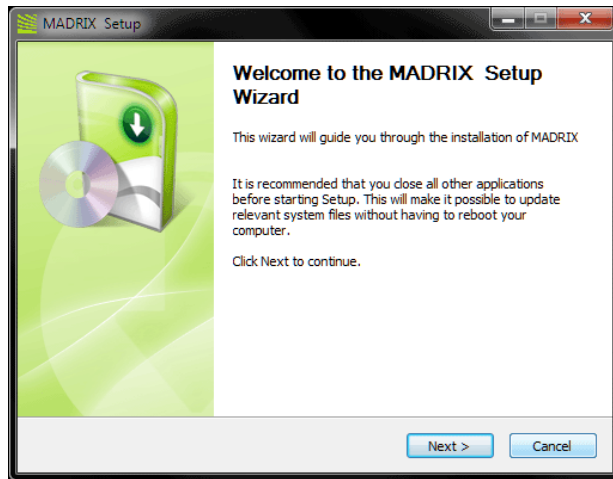 MADRIX Setup
Welcome to the MADRIX Setup
Wizard
This wizard will guide you through the installation of MADRIX
It is recommended that you close all other applications
before starting Setup. This will make it possible to update
relevant system files without having to reboot your
computer.
Click Next to continue.
Next >
Cancel